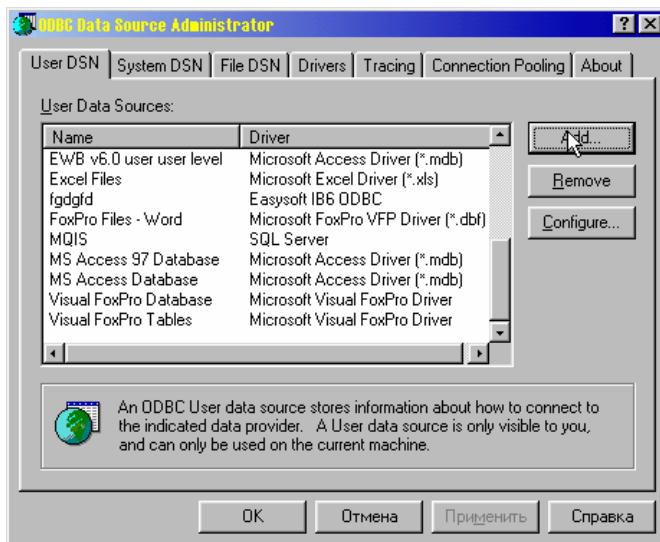 ODBC Data Source Administrator
User DSN System DSN File DSN Drivers Tracing Connection Pooling About
User Data Sources:
Name Driver
EWB v6.0 user user level Microsoft Access Driver (*.mdb)
Excel Files Microsoft Excel Driver (*.xls)
fgdgfd Easysoft IB6 ODBC
FoxPro Files - Word Microsoft FoxPro VFP Driver (*.dbf)
MQIS SQL Server
MS Access 97 Database Microsoft Access Driver (*.mdb)
MS Access Database Microsoft Access Driver (*.mdb)
Visual FoxPro Database Microsoft Visual FoxPro Driver
Visual FoxPro Tables Microsoft Visual FoxPro Driver
Add...
Remove
Configure...
An ODBC User data source stores information about how to connect to
the indicated data provider. A User data source is only visible to you,
and can only be used on the current machine.
OK Отмена Применить Справка